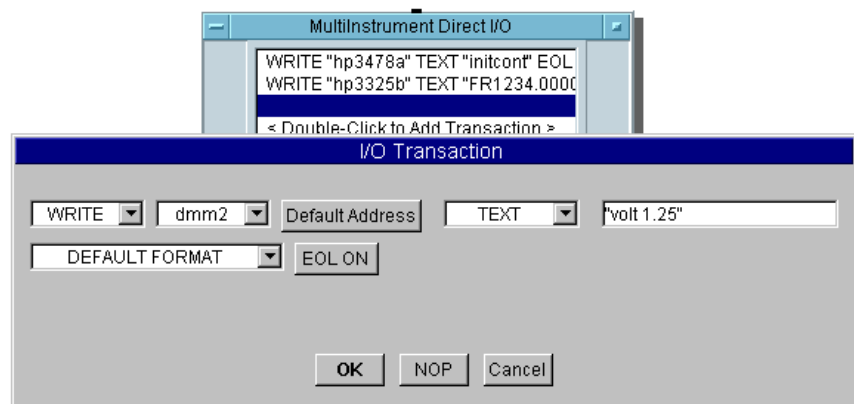 MultiInstrument Direct I/O
WRITE "hp3478a" TEXT "initcont" EOL
WRITE "hp3325b" TEXT "FR1234.0000
< Double-Click to Add Transaction >
I/O Transaction
WRITE dmm2 Default Address TEXT "volt 1.25"
DEFAULT FORMAT EOL ON
OK NOP Cancel